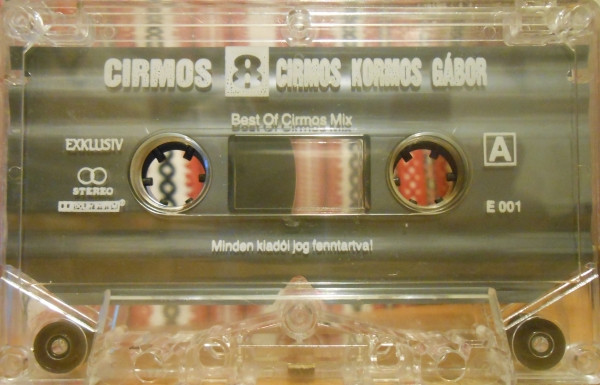 CIRMOS 8 CIRMOS KORMOS GÁBOR
Best Of Cirmos Mix
EXKLUSIV
A
STEREO
E 001
Minden kiadói jog fenntartva!